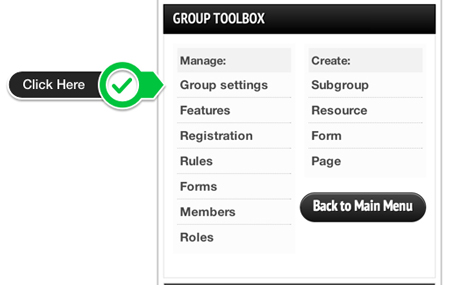 GROUP TOOLBOX
Click Here
Manage:
Group settings
Features
Registration
Rules
Forms
Members
Roles
Create:
Subgroup
Resource
Form
Page
Back to Main Menu